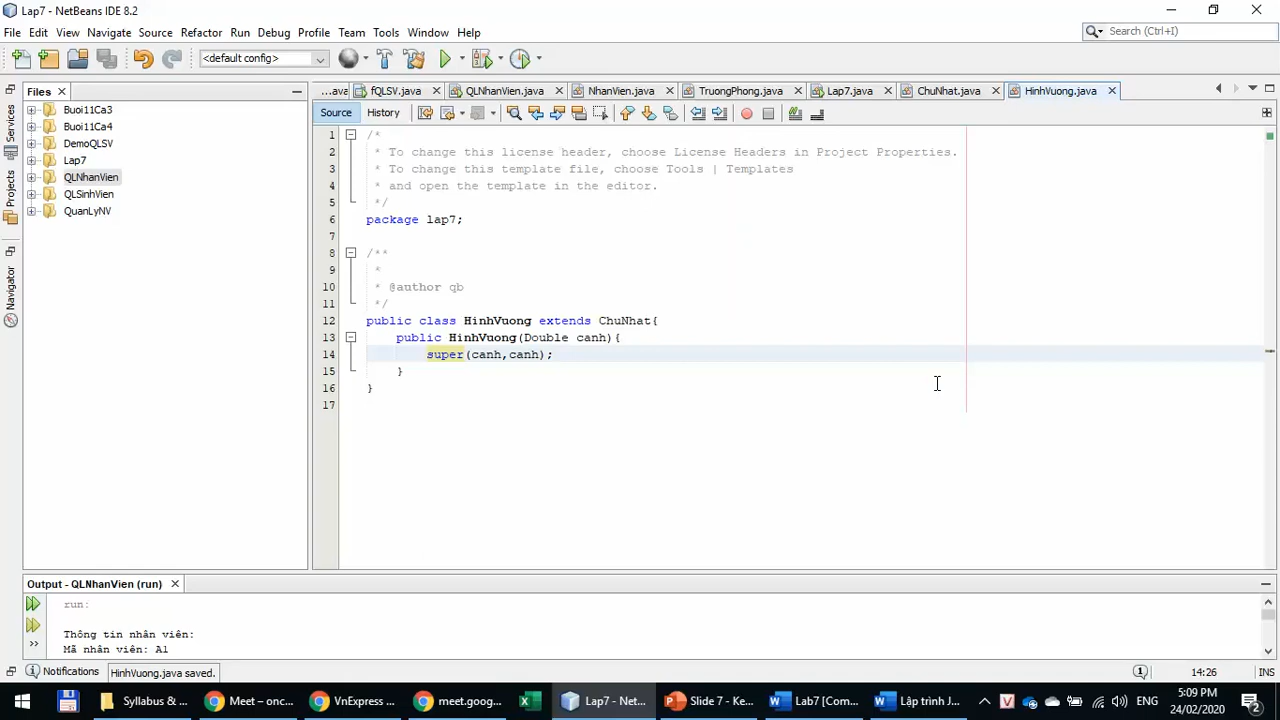 Lap7 - NetBeans IDE 8.2
File Edit View Navigate Source Refactor Run Debug Profile Team Tools Window Help
Search (Ctrl+I)
<default config>
Files
...ava fQLSV.java QLNhanVien.java NhanVien.java TruongPhong.java Lap7.java ChuNhat.java HinhVuong.java
Services
Projects
Navigator
Buoi11Ca3
Buoi11Ca4
DemoQLSV
Lap7
QLNhanVien
QLSinhVien
QuanLyNV
Source History
1 /*
2 * To change this license header, choose License Headers in Project Properties.
3 * To change this template file, choose Tools | Templates
4 * and open the template in the editor.
5 */
6 package lap7;
7
8 /**
9 *
10 * @author qb
11 */
12 public class HinhVuong extends ChuNhat{
13 public HinhVuong(Double canh){
14 super(canh,canh);
15 }
16 }
17
Output - QLNhanVien (run)
run:
Thông tin nhân viên:
Mã nhân viên: A1
Notifications HinhVuong.java saved.
14:26 INS
Syllabus & ... Meet – onc... VnExpress ... meet.goog... Lap7 - Net... Slide 7 - Ke... Lab7 [Com... Lập trình J... ENG
5:09 PM
24/02/2020
2